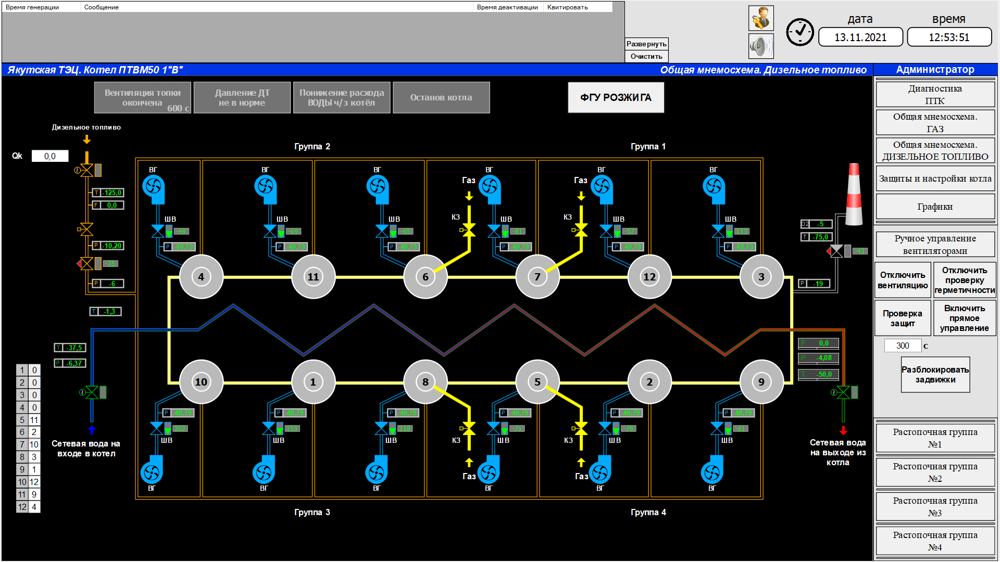 Время генерации
Сообщение
Время деактивации
Квитировать
Развернуть
Очистить
дата
время
13.11.2021
12:53:51
Якутская ТЭЦ. Котел ПТВМ50 1"В"
Общая мнемосхема. Дизельное топливо
Администратор
Вентиляция топки
окончена
600 с
Давление ДТ
не в норме
Понижение расхода
ВОДЫ ч/з котёл
Останов котла
ФГУ РОЗЖИГА
Диагностика
ПТК
Общая мнемосхема.
ГАЗ
Общая мнемосхема.
ДИЗЕЛЬНОЕ ТОПЛИВО
Защиты и настройки котла
Графики
Ручное управление
вентиляторами
Отключить
вентиляцию
Отключить
проверку
герметичности
Проверка
защит
Включить
прямое
управление
300 с
Разблокировать
задвижки
Растопочная группа
№1
Растопочная группа
№2
Растопочная группа
№3
Растопочная группа
№4
Дизельное топливо
Qk 0,0
T -125,0
F 0,0
P -10,20
-25
P -6
T -1,3
T -37,5
P -6,37
Группа 2
Группа 1
ВГ ВГ ВГ ВГ ВГ ВГ
Газ Газ
КЗ КЗ
ШВ ШВ ШВ ШВ ШВ ШВ
-49 -69 -65 -81 -57 133
P -40,79 P -40,79 P -40,79 P -40,79 P -40,79 P -40,79
4 11 6 7 12 3
O2 -5
T -75,0
-43
P -19
F 0,0
P -4,08
T -50,0
10 1 8 5 2 9
P -40,79 P -40,79 P -40,79 P -40,79 P -40,79 P -40,79
202 153 218 -71 -78 -61
ШВ ШВ ШВ КЗ ШВ КЗ ШВ ШВ
Газ Газ
ВГ ВГ ВГ ВГ ВГ ВГ
Группа 3
Группа 4
1 0
2 0
3 0
4 0
5 11
6 2
7 10
8 3
9 1
10 12
11 9
12 4
Сетевая вода на
входе в котел
Сетевая вода
на выходе из
котла